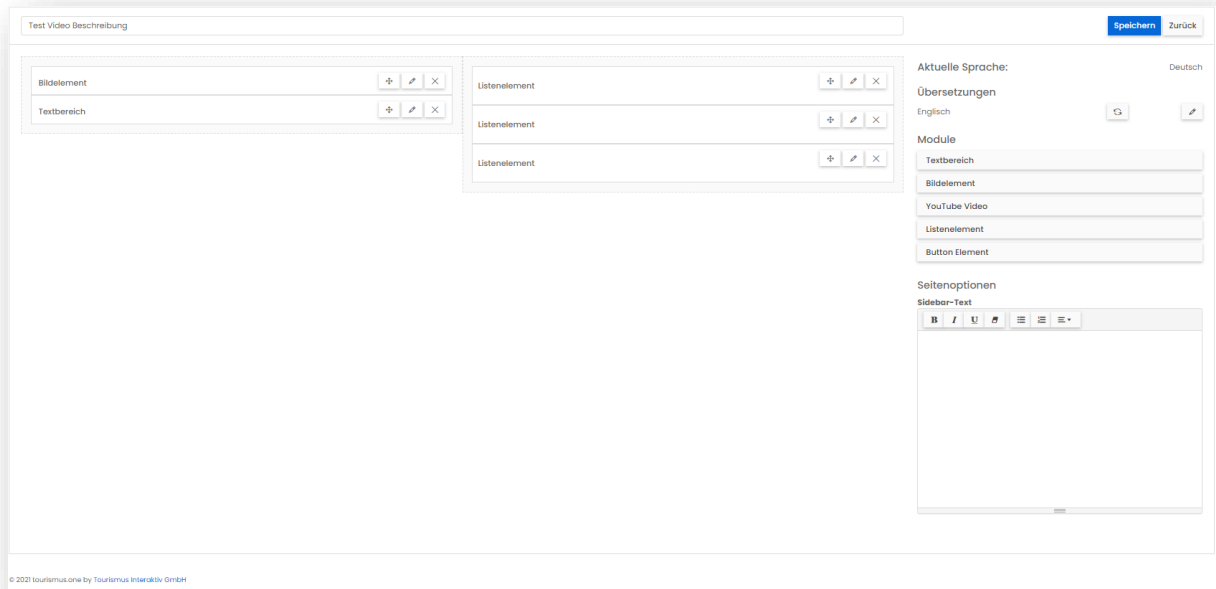 Test Video Beschreibung
Speichern
Zurück
Bildelement
Textbereich
Listenelement
Listenelement
Listenelement
Aktuelle Sprache: Deutsch
Übersetzungen
Englisch
Module
Textbereich
Bildelement
YouTube Video
Listenelement
Button Element
Seitenoptionen
Sidebar-Text
B I U
© 2021 tourismus.one by Tourismus Interaktiv GmbH